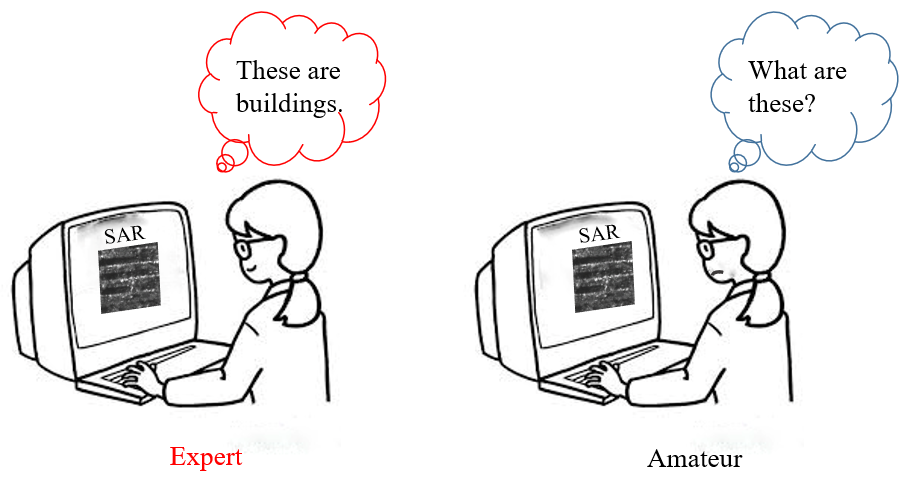 These are
buildings.
What are
these?
SAR
SAR
Expert
Amateur